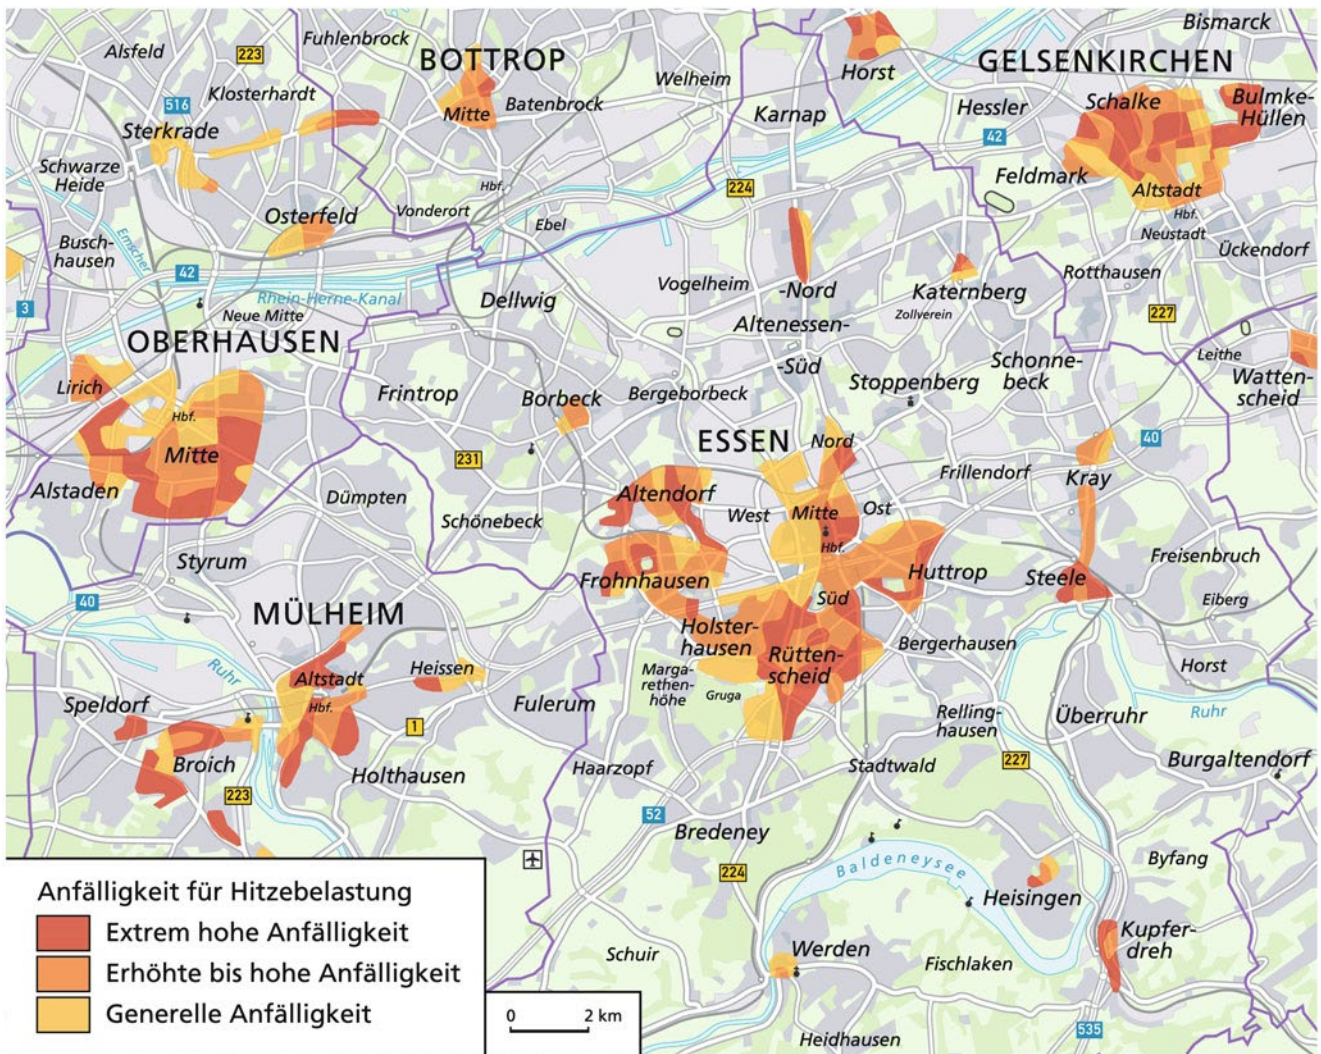 Bismarck
Alsfeld
223
Fuhlenbrock
BOTTROP
GELSENKIRCHEN
Horst
Welheim
Klosterhardt
516
Mitte
Batenbrock
Karnap
Hessler
Schalke
Bulmke-
Hüllen
Sterkrade
42
Schwarze
Heide
Feldmark
Altstadt
Hbf.
224
Hbf.
Osterfeld
Vonderort
Ebel
Neustadt
Ückendorf
Busch-
hausen
Emscher
42
Rotthausen
3
Rhein-Herne-Kanal
Neue Mitte
Dellwig
Vogelheim
-Nord
Katernberg
Zollverein
227
Altenessen-
OBERHAUSEN
-Süd
Schonne-
beck
Leithe
Watten-
scheid
Lirich
Hbf.
Frintrop
Borbeck
Bergeborbeck
Stoppenberg
Mitte
231
ESSEN
Nord
40
Alstaden
Dümpten
Schönebeck
Altendorf
West
Mitte
Ost
Frillendorf
Kray
Hbf.
Styrum
Frohnhausen
Huttrop
Steele
Freisenbruch
40
MÜLHEIM
Süd
Eiberg
Holster-
hausen
Rütten-
scheid
Bergerhausen
Ruhr
Altstadt
Hbf.
Heissen
Marga-
rethen-
höhe
Gruga
Horst
Speldorf
Fulerum
Relling-
hausen
Überruhr
Ruhr
1
Broich
Holthausen
Haarzopf
Stadtwald
227
Burgaltendorf
223
52
Bredeney
224
Baldeneysee
Heisingen
Byfang
Kupfer-
dreh
Schuir
Werden
Fischlaken
535
Heidhausen
Anfälligkeit für Hitzebelastung
Extrem hohe Anfälligkeit
Erhöhte bis hohe Anfälligkeit
Generelle Anfälligkeit
0 2 km